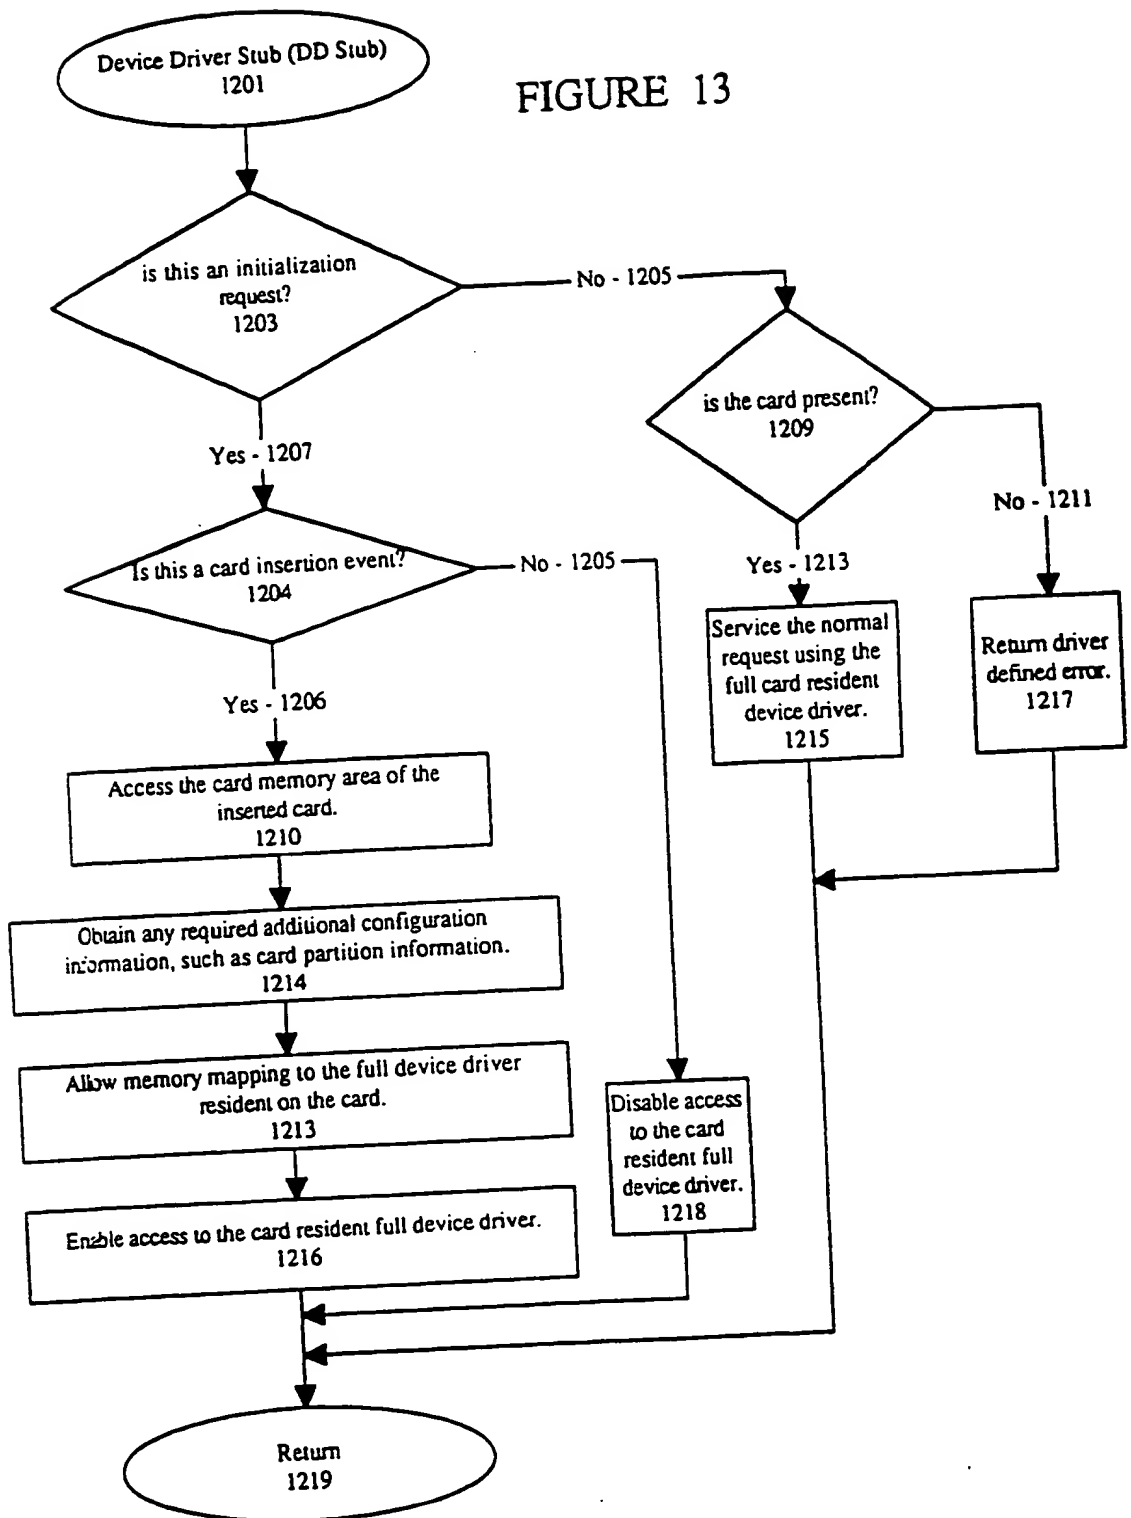 Device Driver Stub (DD Stub)
1201
FIGURE 13
is this an initialization
request?
1203
No - 1205
is the card present?
1209
Yes - 1207
No - 1211
Is this a card insertion event?
1204
No - 1205
Yes - 1213
Service the normal
request using the
full card resident
device driver.
1215
Return driver
defined error.
1217
Yes - 1206
Access the card memory area of the
inserted card.
1210
Obtain any required additional configuration
information, such as card partition information.
1214
Allow memory mapping to the full device driver
resident on the card.
1213
Disable access
to the card
resident full
device driver.
1218
Enable access to the card resident full device driver.
1216
Return
1219